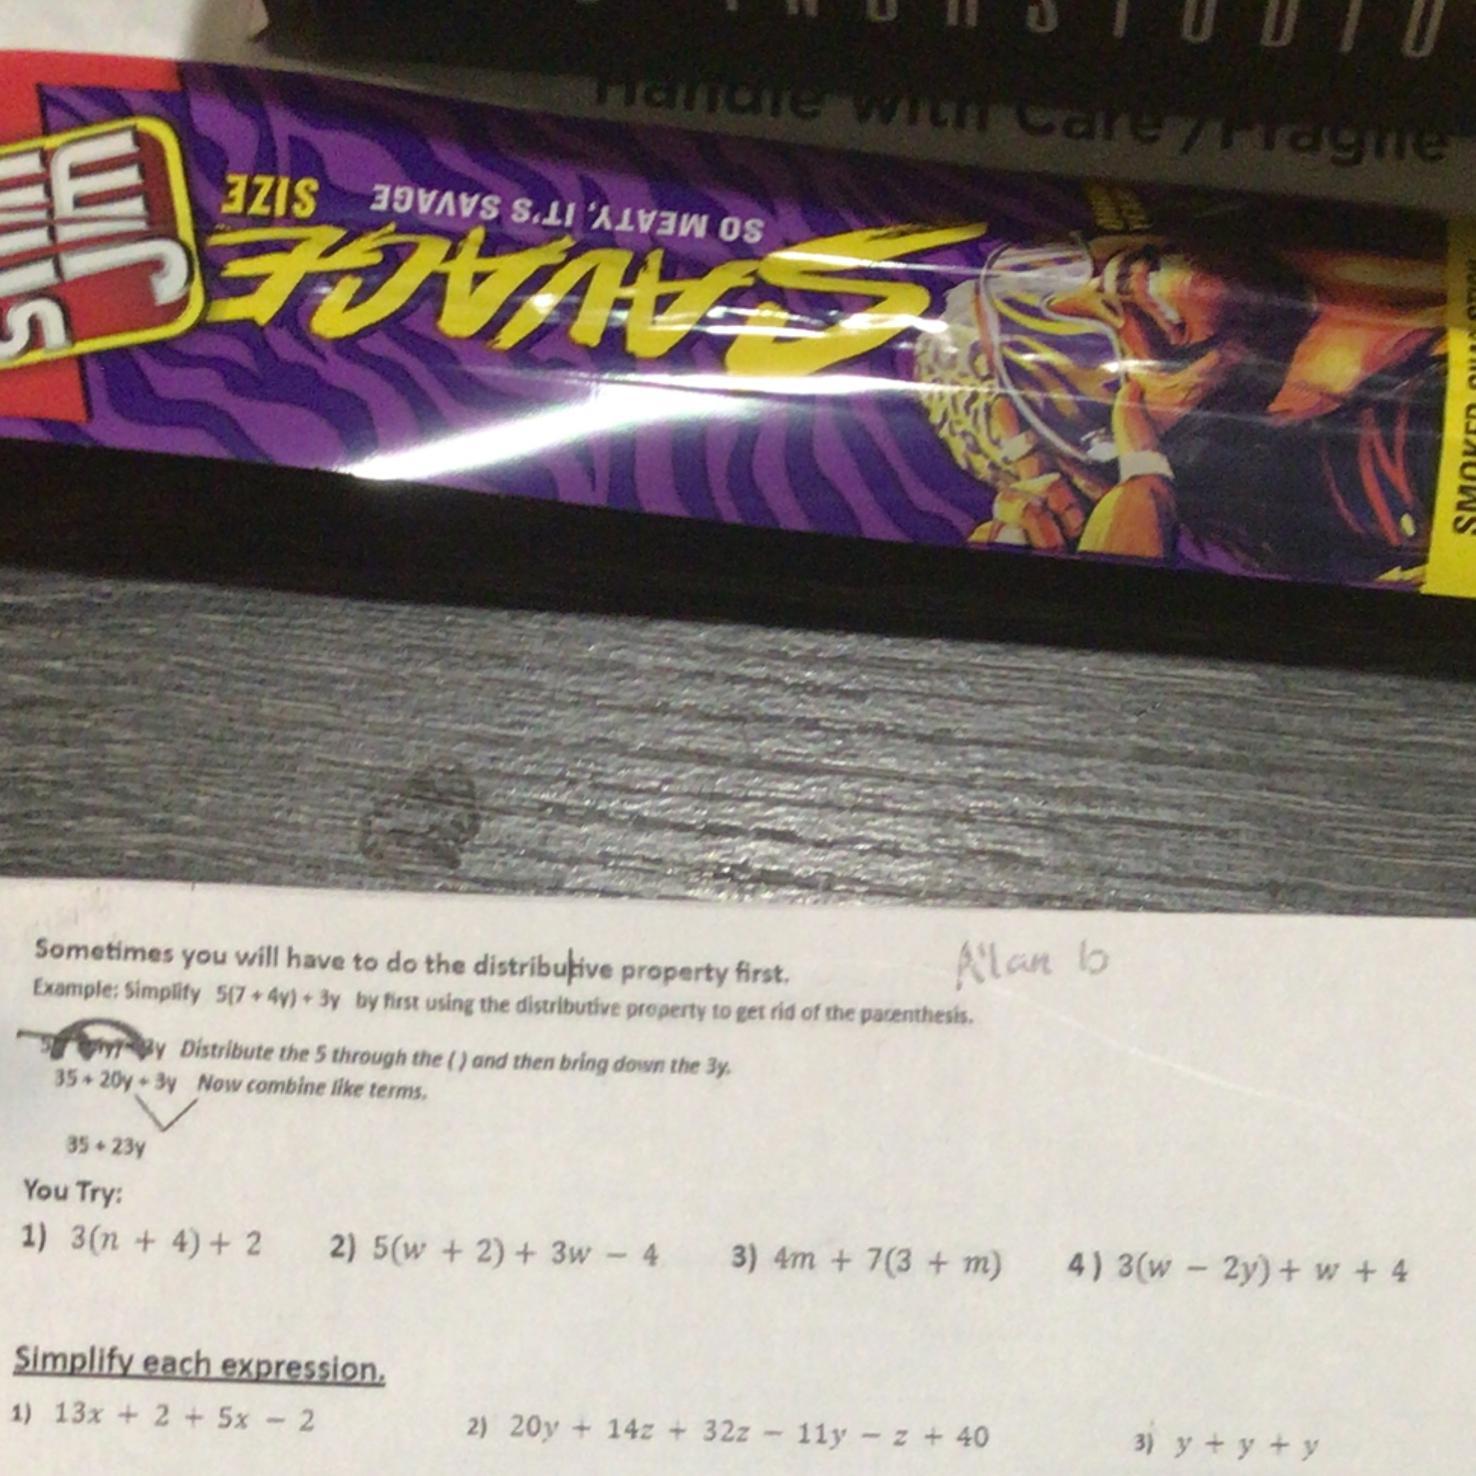 Handle with Care / Fragile
SLIM
JIM
SO MEATY, IT'S SAVAGE
SAVAGE
SIZE
SMOKED
Allan b
Sometimes you will have to do the distributive property first.
Example: Simplify 5(7 + 4y) + 3y by first using the distributive property to get rid of the parenthesis.
Distribute the 5 through the ( ) and then bring down the 3y.
35 + 20y + 3y Now combine like terms.
35 + 23y
You Try:
1) 3(n + 4) + 2 2) 5(w + 2) + 3w − 4 3) 4m + 7(3 + m) 4) 3(w − 2y) + w + 4
Simplify each expression.
1) 13x + 2 + 5x − 2 2) 20y + 14z + 32z − 11y − z + 40 3) y + y + y